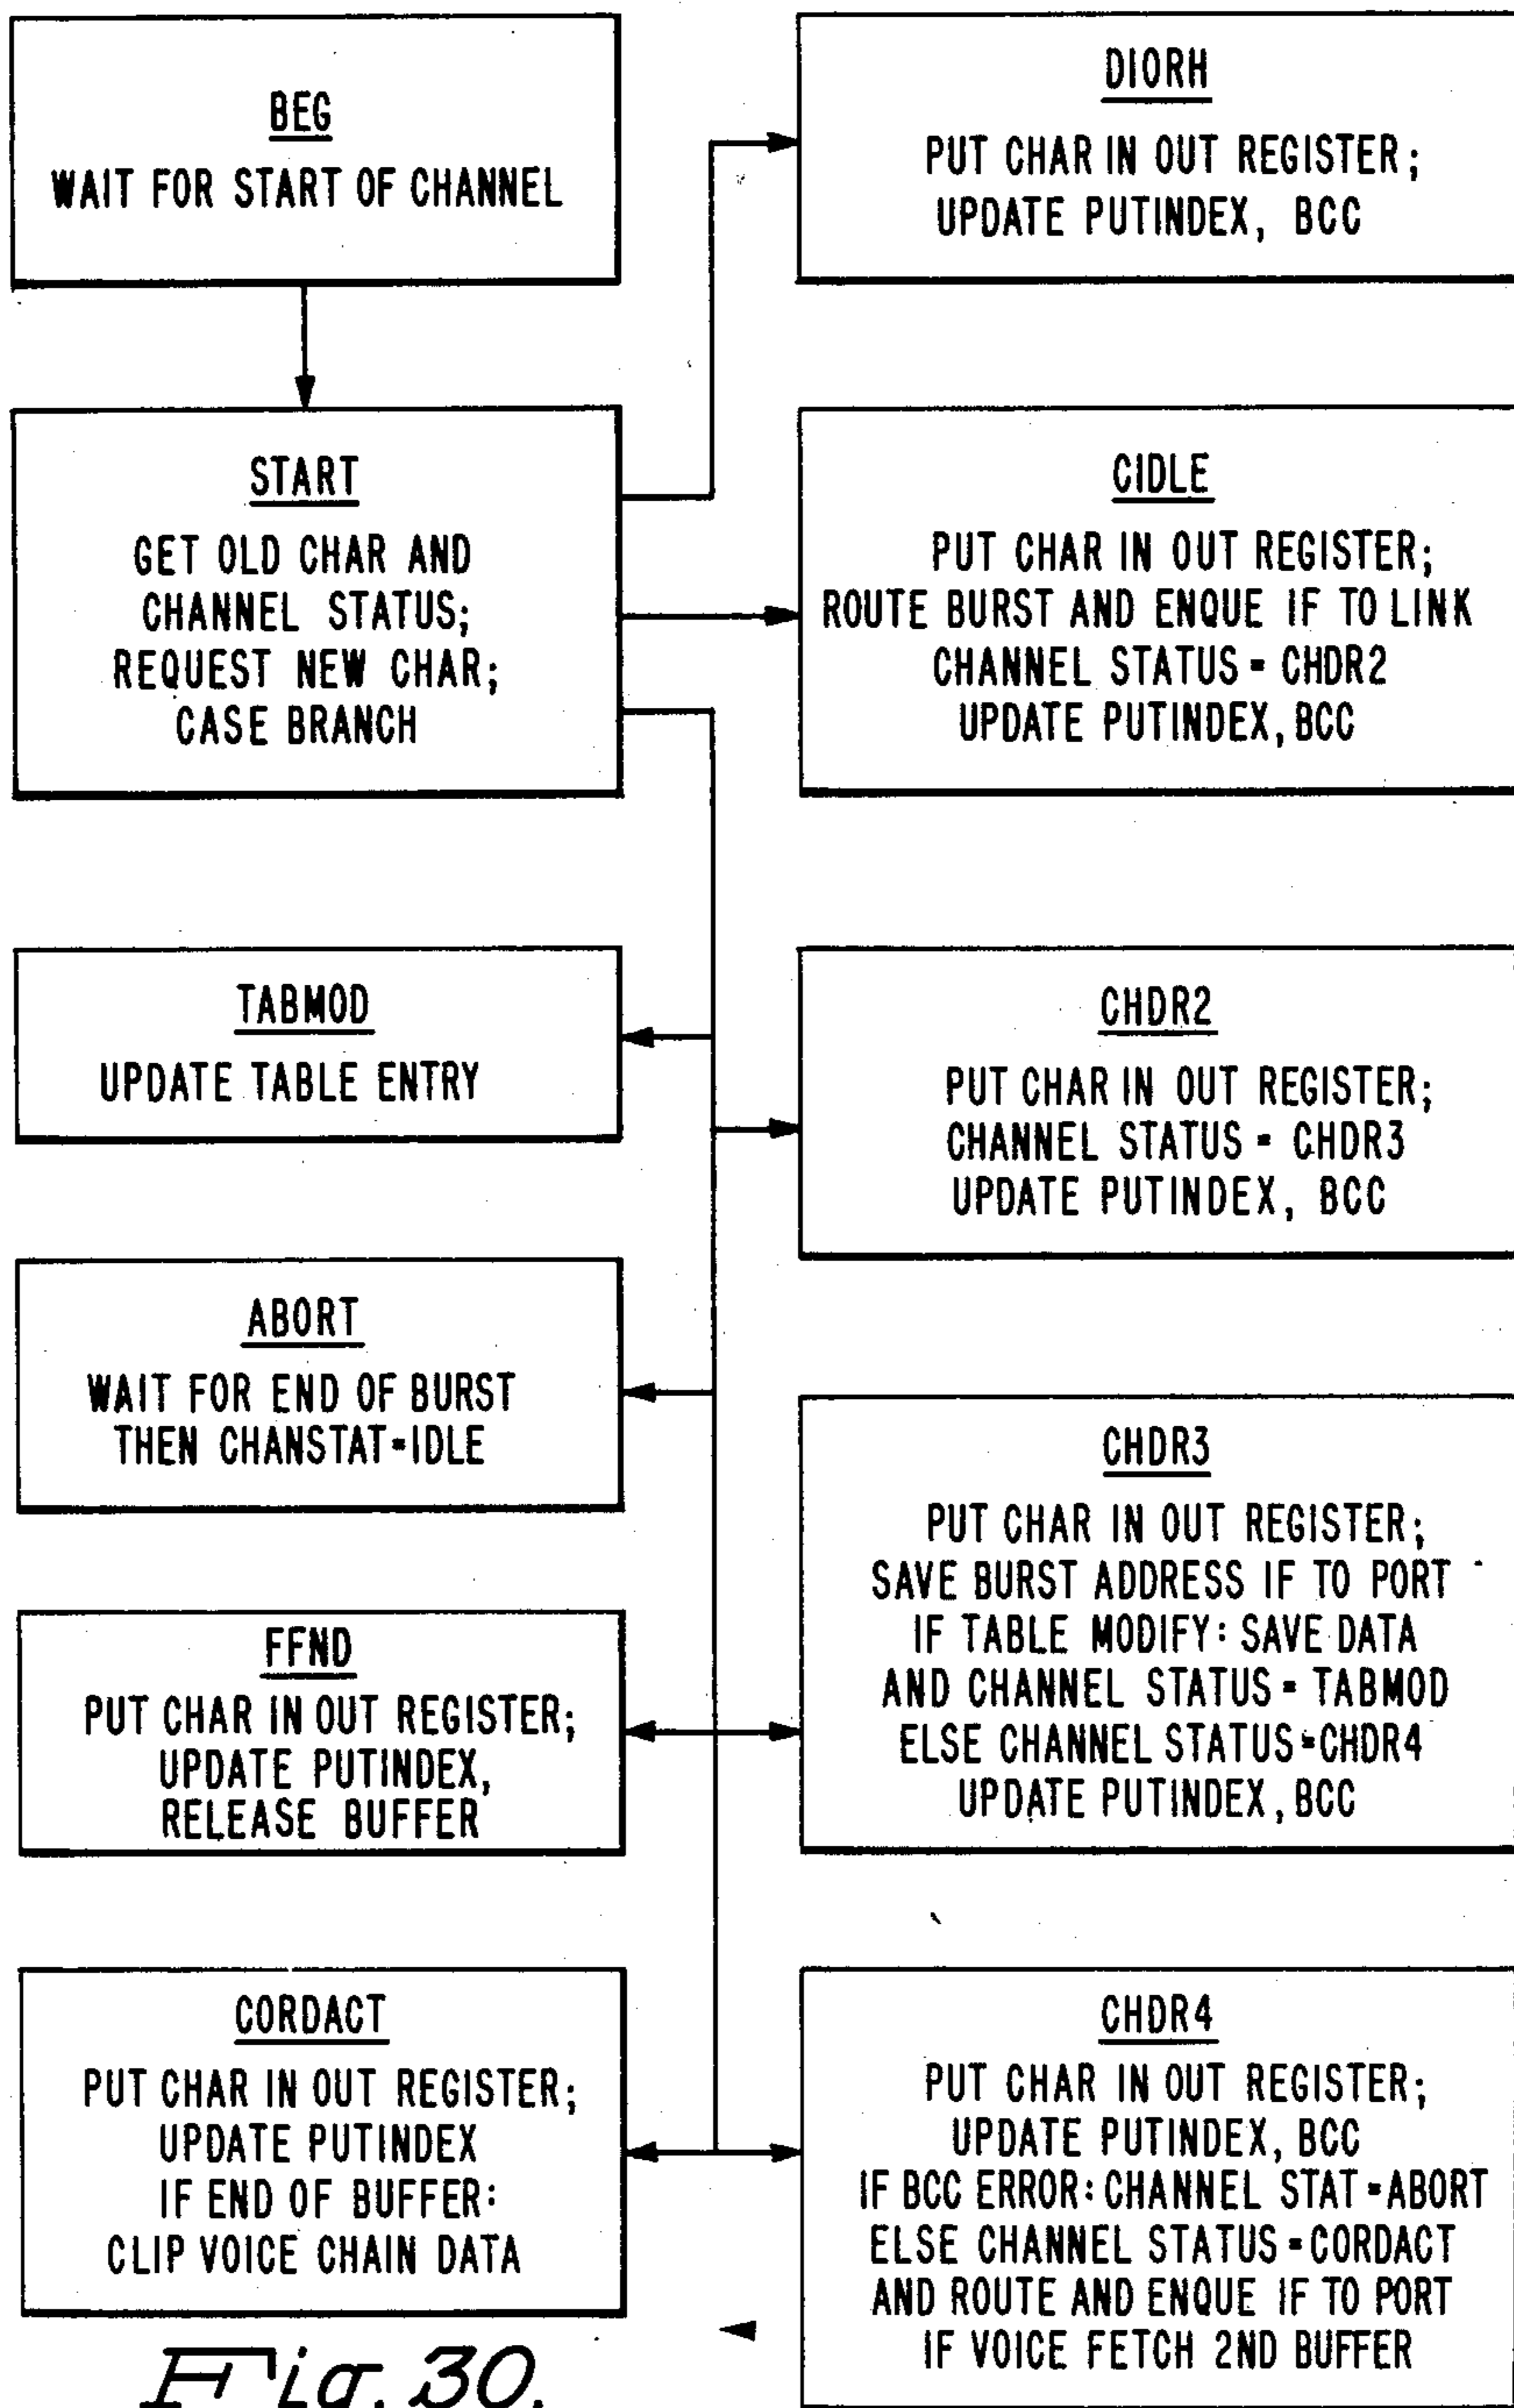 BEG
WAIT FOR START OF CHANNEL
START
GET OLD CHAR AND
CHANNEL STATUS;
REQUEST NEW CHAR;
CASE BRANCH
TABMOD
UPDATE TABLE ENTRY
ABORT
WAIT FOR END OF BURST
THEN CHANSTAT=IDLE
FFND
PUT CHAR IN OUT REGISTER;
UPDATE PUTINDEX,
RELEASE BUFFER
CORDACT
PUT CHAR IN OUT REGISTER;
UPDATE PUTINDEX
IF END OF BUFFER:
CLIP VOICE CHAIN DATA
DIORH
PUT CHAR IN OUT REGISTER;
UPDATE PUTINDEX, BCC
CIDLE
PUT CHAR IN OUT REGISTER;
ROUTE BURST AND ENQUE IF TO LINK
CHANNEL STATUS = CHDR2
UPDATE PUTINDEX, BCC
CHDR2
PUT CHAR IN OUT REGISTER;
CHANNEL STATUS = CHDR3
UPDATE PUTINDEX, BCC
CHDR3
PUT CHAR IN OUT REGISTER;
SAVE BURST ADDRESS IF TO PORT
IF TABLE MODIFY: SAVE DATA
AND CHANNEL STATUS = TABMOD
ELSE CHANNEL STATUS=CHDR4
UPDATE PUTINDEX, BCC
CHDR4
PUT CHAR IN OUT REGISTER;
UPDATE PUTINDEX, BCC
IF BCC ERROR: CHANNEL STAT=ABORT
ELSE CHANNEL STATUS=CORDACT
AND ROUTE AND ENQUE IF TO PORT
IF VOICE FETCH 2ND BUFFER
Fig. 30.